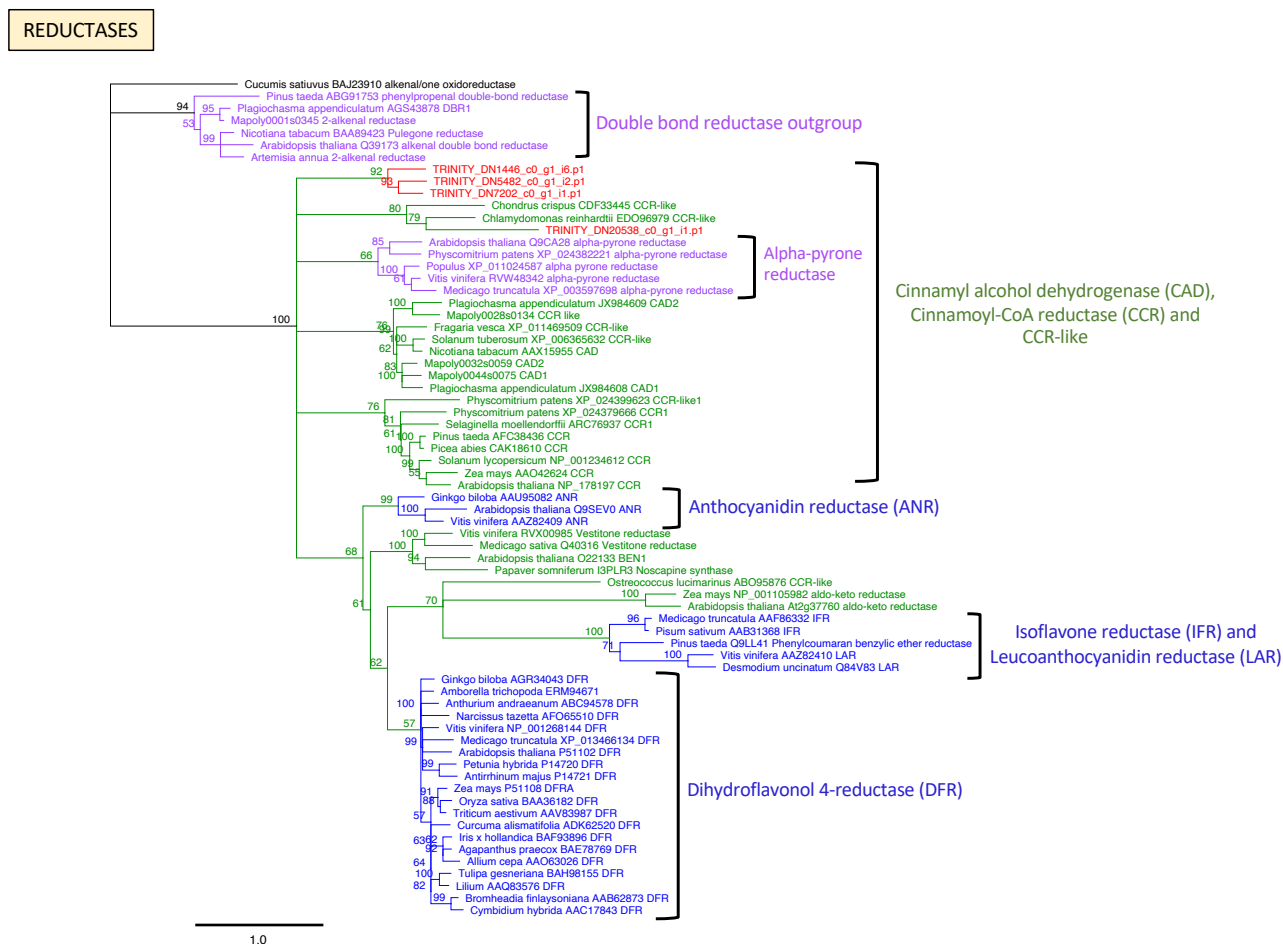 REDUCTASES
Cucumis satiuvus BAJ23910 alkenal/one oxidoreductase
Pinus taeda ABG91753 phenylpropenal double-bond reductase
94
95
Plagiochasma appendiculatum AGS43878 DBR1
Mapoly0001s0345 2-alkenal reductase
53
Nicotiana tabacum BAA89423 Pulegone reductase
99
Arabidopsis thaliana Q39173 alkenal double bond reductase
Artemisia annua 2-alkenal reductase
Double bond reductase outgroup
92
TRINITY_DN1446_c0_g1_i6.p1
93
TRINITY_DN5482_c0_g1_i2.p1
TRINITY_DN7202_c0_g1_i1.p1
80
Chondrus crispus CDF33445 CCR-like
79
Chlamydomonas reinhardtii EDO96979 CCR-like
TRINITY_DN20538_c0_g1_i1.p1
85
Arabidopsis thaliana Q9CA28 alpha-pyrone reductase
66
Physcomitrium patens XP_024382221 alpha-pyrone reductase
100
Populus XP_011024587 alpha pyrone reductase
61
Vitis vinifera RVW48342 alpha-pyrone reductase
Medicago truncatula XP_003597698 alpha-pyrone reductase
Alpha-pyrone
reductase
100
Plagiochasma appendiculatum JX984609 CAD2
Mapoly0028s0134 CCR like
100
Fragaria vesca XP_011469509 CCR-like
100
Solanum tuberosum XP_006365632 CCR-like
62
Nicotiana tabacum AAX15955 CAD
83
Mapoly0032s0059 CAD2
100
Mapoly0044s0075 CAD1
Plagiochasma appendiculatum JX984608 CAD1
Cinnamyl alcohol dehydrogenase (CAD),
Cinnamoyl-CoA reductase (CCR) and
CCR-like
76
Physcomitrium patens XP_024399623 CCR-like1
81
Physcomitrium patens XP_024379666 CCR1
61
Selaginella moellendorffii ARC76937 CCR1
100
Pinus taeda AFC38436 CCR
100
Picea abies CAK18610 CCR
99
Solanum lycopersicum NP_001234612 CCR
55
Zea mays AAO42624 CCR
Arabidopsis thaliana NP_178197 CCR
99
Ginkgo biloba AAU95082 ANR
100
Arabidopsis thaliana Q9SEV0 ANR
Vitis vinifera AAZ82409 ANR
Anthocyanidin reductase (ANR)
68
100
Vitis vinifera RVX00985 Vestitone reductase
100
Medicago sativa Q40316 Vestitone reductase
94
Arabidopsis thaliana O22133 BEN1
Papaver somniferum I3PLR3 Noscapine synthase
61
70
Ostreococcus lucimarinus ABO95876 CCR-like
100
Zea mays NP_001105982 aldo-keto reductase
Arabidopsis thaliana At2g37760 aldo-keto reductase
96
Medicago truncatula AAF86332 IFR
100
Pisum sativum AAB31368 IFR
71
Pinus taeda Q9LL41 Phenylcoumaran benzylic ether reductase
100
Vitis vinifera AAZ82410 LAR
Desmodium uncinatum Q84V83 LAR
Isoflavone reductase (IFR) and
Leucoanthocyanidin reductase (LAR)
62
Ginkgo biloba AGR34043 DFR
Amborella trichopoda ERM94671
100
Anthurium andraeanum ABC94578 DFR
Narcissus tazetta AFO65510 DFR
57
Vitis vinifera NP_001268144 DFR
99
Medicago truncatula XP_013466134 DFR
Arabidopsis thaliana P51102 DFR
99
Petunia hybrida P14720 DFR
Antirrhinum majus P14721 DFR
91
Zea mays P51108 DFRA
88
Oryza sativa BAA36182 DFR
57
Triticum aestivum AAV83987 DFR
Curcuma alismatifolia ADK62520 DFR
63
62
Iris x hollandica BAF93896 DFR
92
Agapanthus praecox BAE78769 DFR
64
Allium cepa AAO63026 DFR
100
Tulipa gesneriana BAH98155 DFR
82
Lilium AAQ83576 DFR
99
Bromheadia finlaysoniana AAB62873 DFR
Cymbidium hybrida AAC17843 DFR
Dihydroflavonol 4-reductase (DFR)
1.0